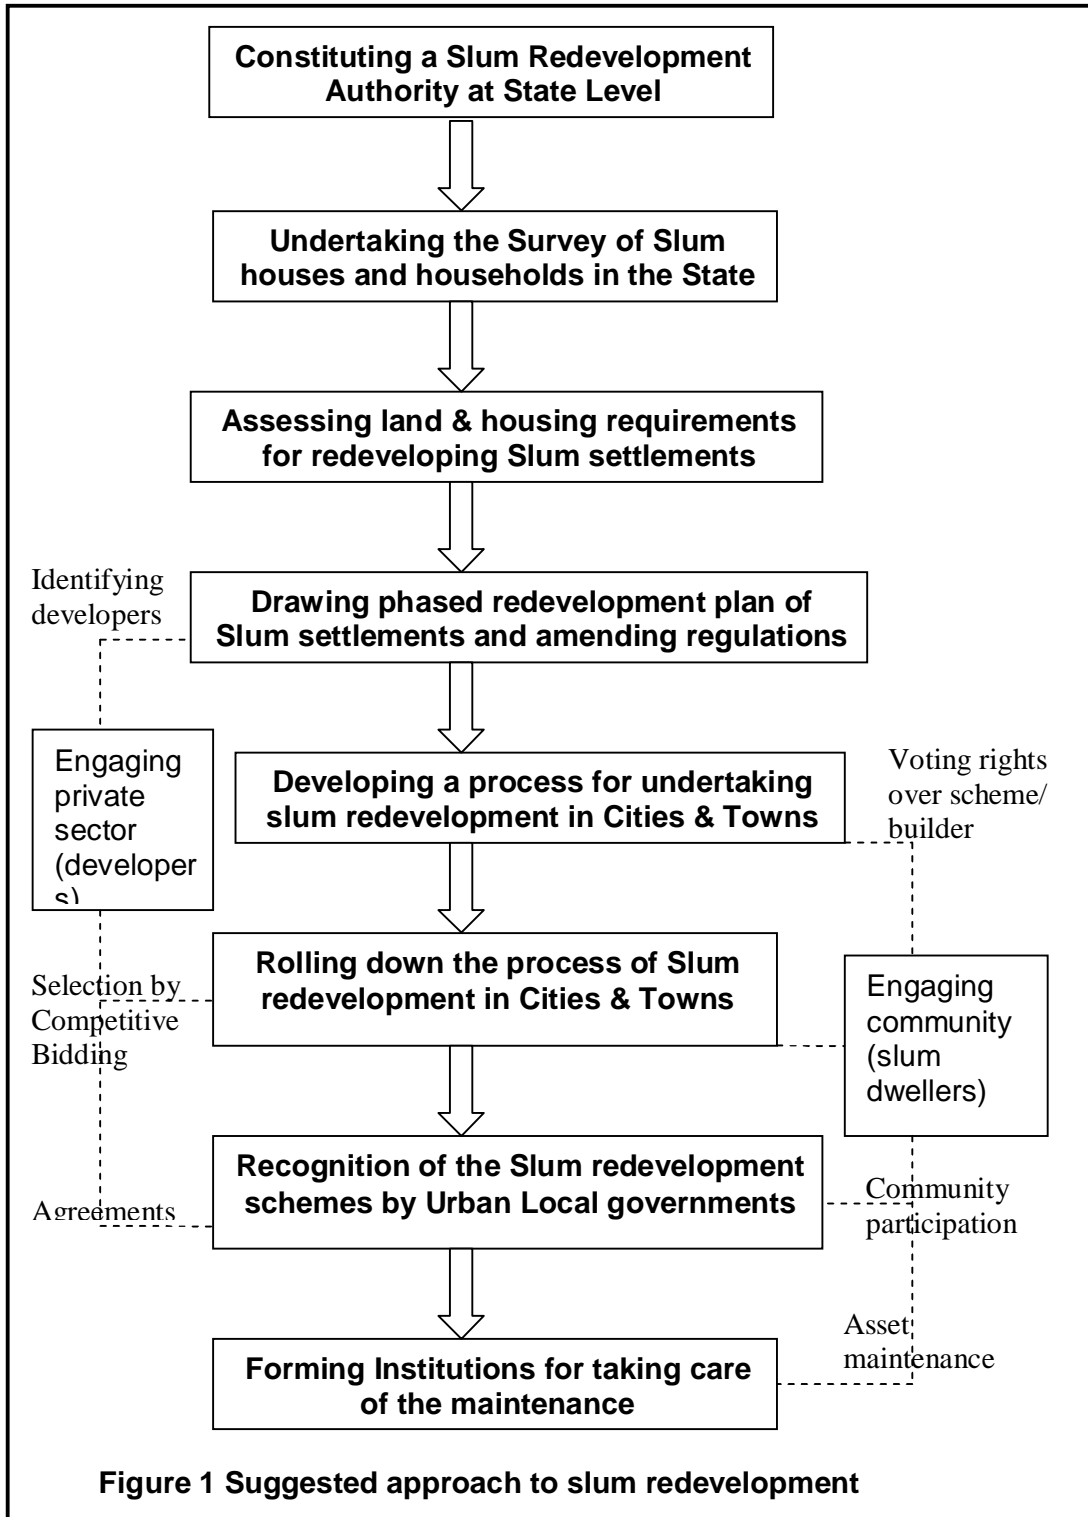 Constituting a Slum Redevelopment
Authority at State Level
Undertaking the Survey of Slum
houses and households in the State
Assessing land & housing requirements
for redeveloping Slum settlements
Identifying
developers
Drawing phased redevelopment plan of
Slum settlements and amending regulations
Engaging
private
sector
(developer
s)
Developing a process for undertaking
slum redevelopment in Cities & Towns
Voting rights
over scheme/
builder
Rolling down the process of Slum
redevelopment in Cities & Towns
Selection by
Competitive
Bidding
Engaging
community
(slum
dwellers)
Recognition of the Slum redevelopment
schemes by Urban Local governments
Agreements
Community
participation
Asset
maintenance
Forming Institutions for taking care
of the maintenance
Figure 1 Suggested approach to slum redevelopment